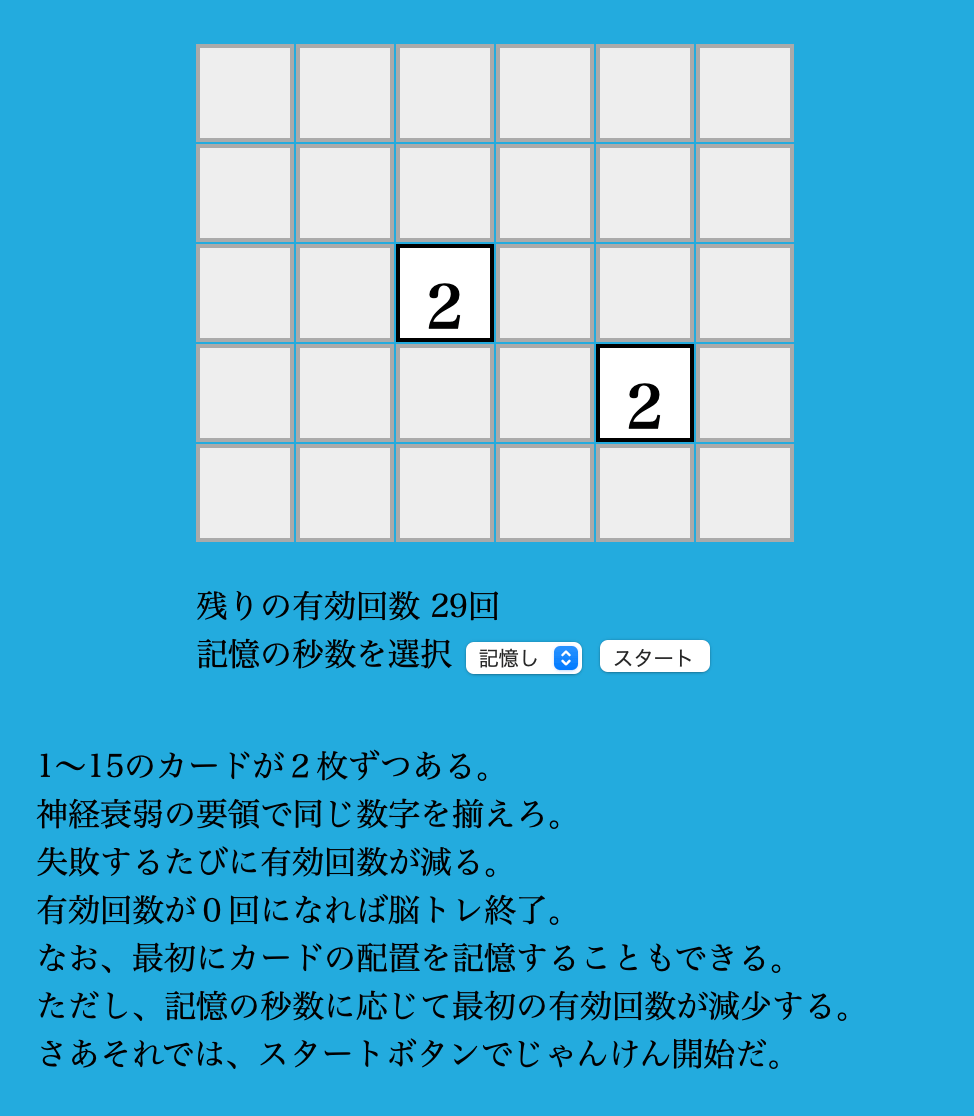 2
2
残りの有効回数 29回
記憶の秒数を選択 記憶し スタート
1〜15のカードが２枚ずつある。
神経衰弱の要領で同じ数字を揃えろ。
失敗するたびに有効回数が減る。
有効回数が０回になれば脳トレ終了。
なお、最初にカードの配置を記憶することもできる。
ただし、記憶の秒数に応じて最初の有効回数が減少する。
さあそれでは、スタートボタンでじゃんけん開始だ。